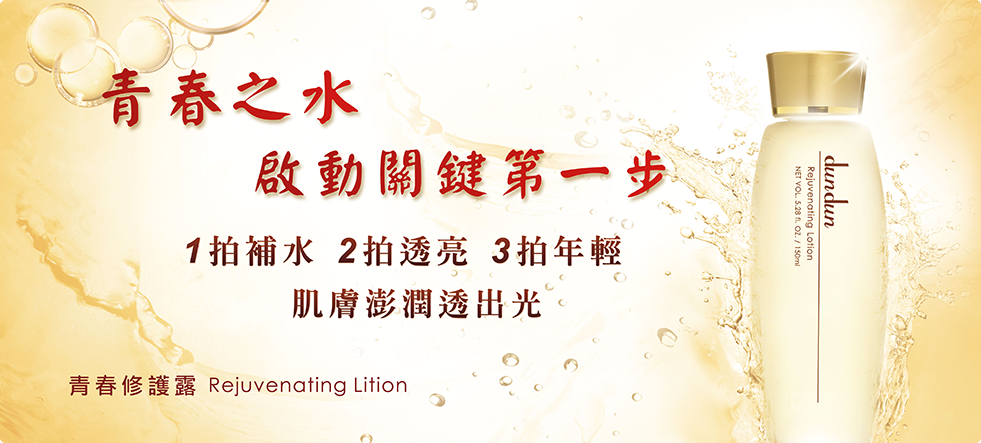 青春之水
啟動關鍵第一步
1拍補水 2拍透亮 3拍年輕
肌膚澎潤透出光
青春修護露 Rejuvenating Lition
dundun
Rejuvenating Lotion
NET VOL. 5.28 fl. OZ. / 150ml